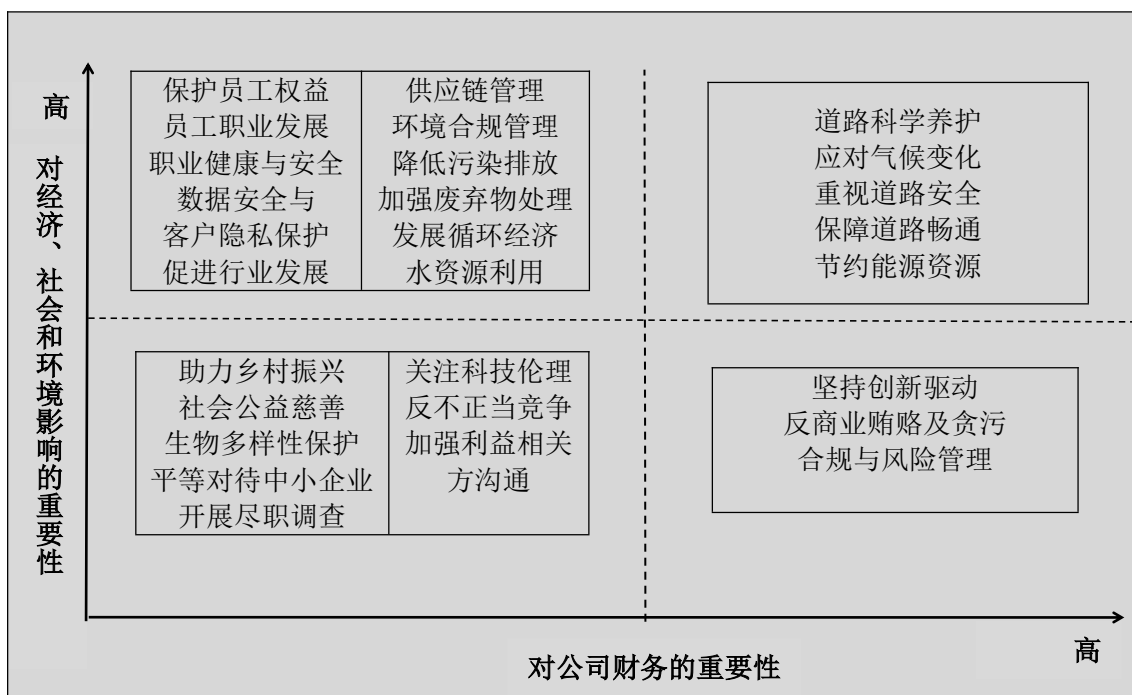 高
对经济、社会和环境影响的重要性
保护员工权益
员工职业发展
职业健康与安全
数据安全与
客户隐私保护
促进行业发展
供应链管理
环境合规管理
降低污染排放
加强废弃物处理
发展循环经济
水资源利用
道路科学养护
应对气候变化
重视道路安全
保障道路畅通
节约能源资源
助力乡村振兴
社会公益慈善
生物多样性保护
平等对待中小企业
开展尽职调查
关注科技伦理
反不正当竞争
加强利益相关
方沟通
坚持创新驱动
反商业贿赂及贪污
合规与风险管理
对公司财务的重要性
高